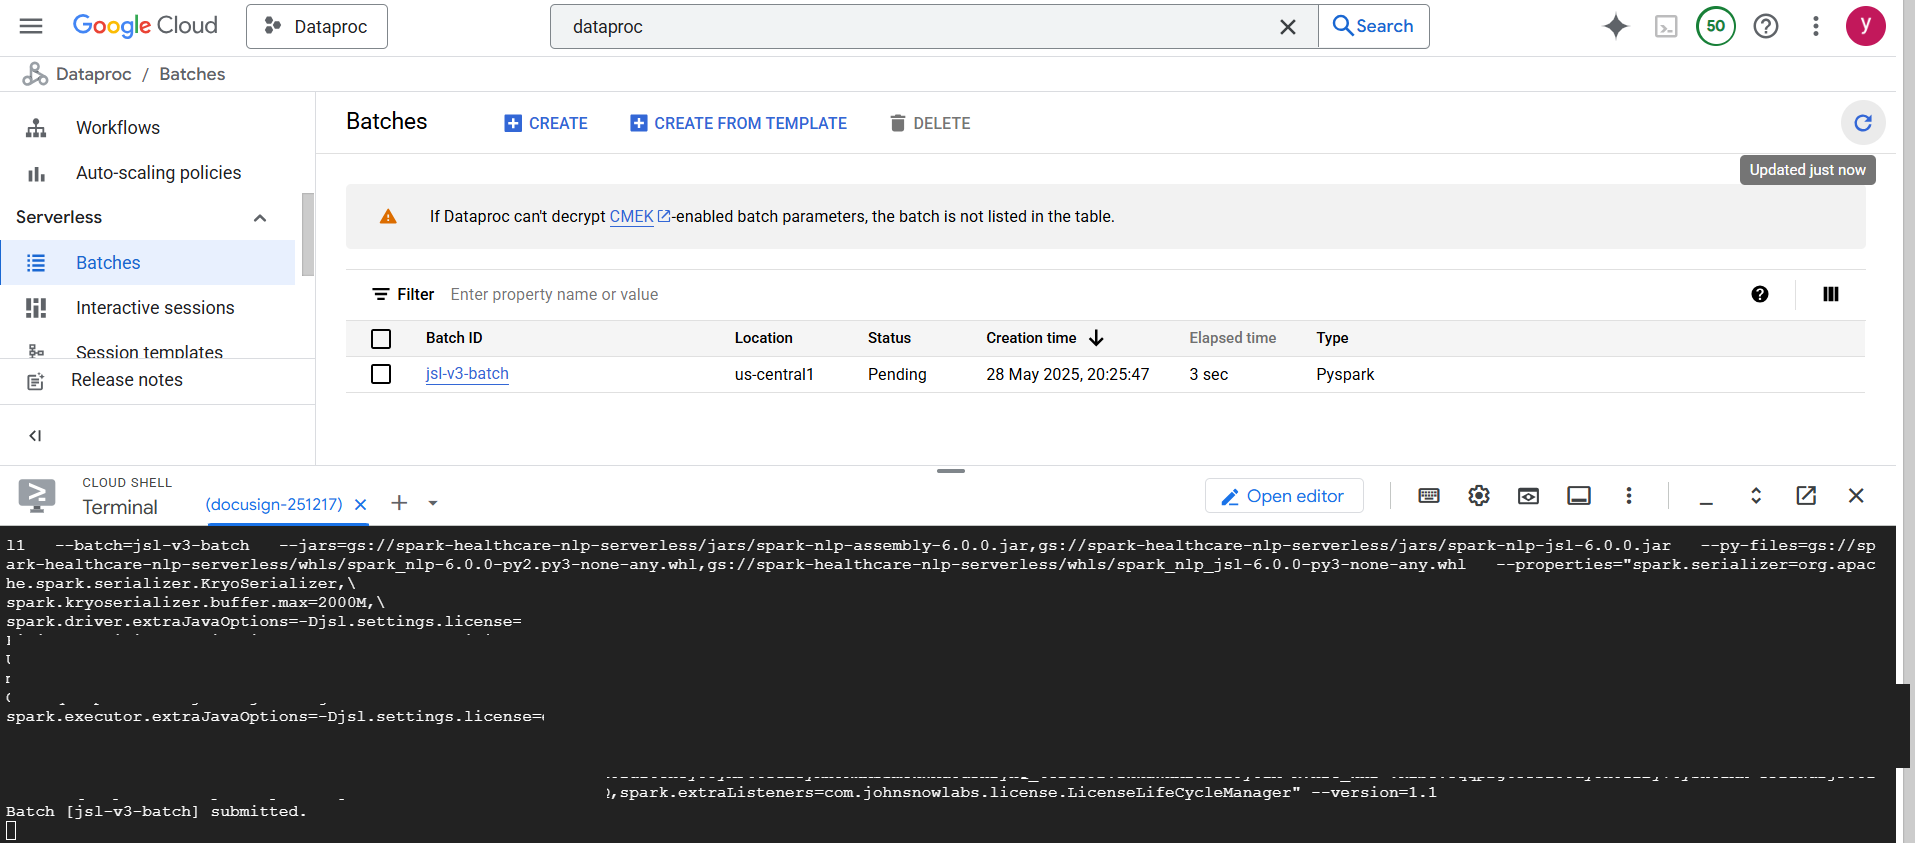 Google Cloud
Dataproc
dataproc
Search
50
y
Dataproc / Batches
Workflows
Auto-scaling policies
Serverless
Batches
Interactive sessions
Session templates
Release notes
Batches
CREATE
CREATE FROM TEMPLATE
DELETE
Updated just now
If Dataproc can't decrypt CMEK-enabled batch parameters, the batch is not listed in the table.
Filter Enter property name or value
Batch ID Location Status Creation time Elapsed time Type
jsl-v3-batch us-central1 Pending 28 May 2025, 20:25:47 3 sec Pyspark
CLOUD SHELL
Terminal
(docusign-251217)
Open editor
l1 --batch=jsl-v3-batch --jars=gs://spark-healthcare-nlp-serverless/jars/spark-nlp-assembly-6.0.0.jar,gs://spark-healthcare-nlp-serverless/jars/spark-nlp-jsl-6.0.0.jar --py-files=gs://sp
ark-healthcare-nlp-serverless/whls/spark_nlp-6.0.0-py2.py3-none-any.whl,gs://spark-healthcare-nlp-serverless/whls/spark_nlp_jsl-6.0.0-py3-none-any.whl --properties="spark.serializer=org.apac
he.spark.serializer.KryoSerializer,\
spark.kryoserializer.buffer.max=2000M,\
spark.driver.extraJavaOptions=-Djsl.settings.license=
spark.executor.extraJavaOptions=-Djsl.settings.license=
,spark.extraListeners=com.johnsnowlabs.license.LicenseLifeCycleManager" --version=1.1
Batch [jsl-v3-batch] submitted.